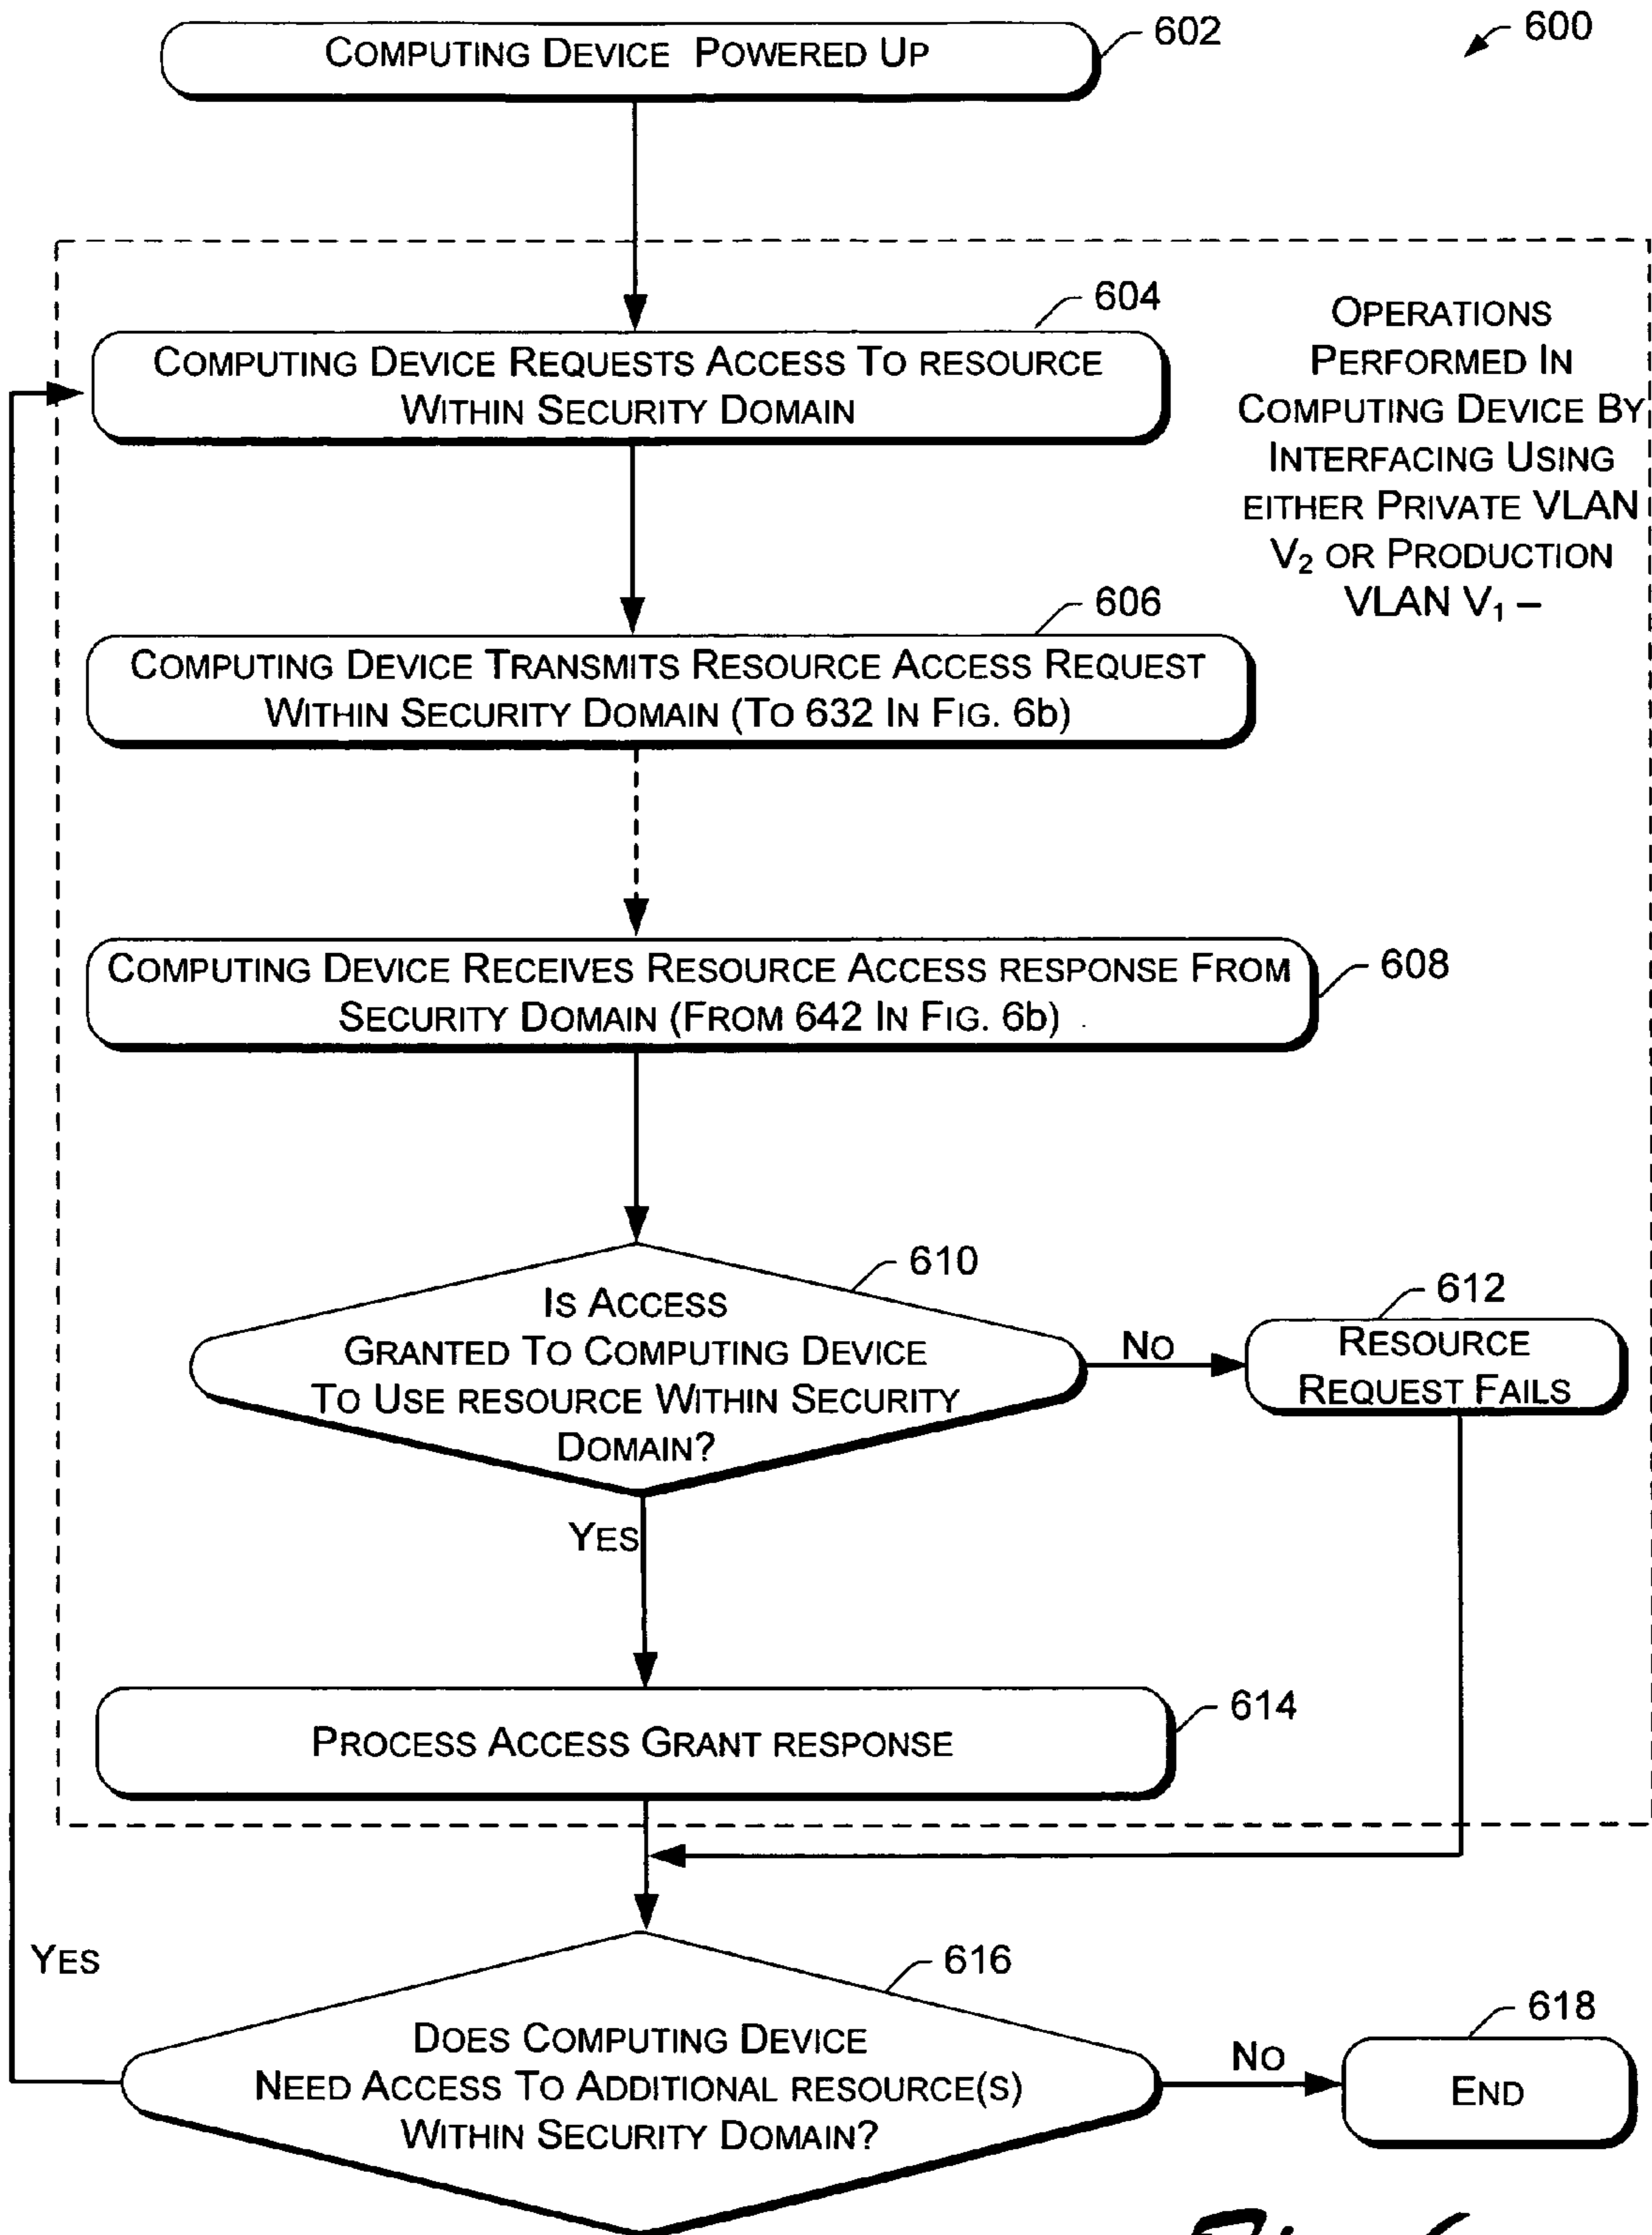 COMPUTING DEVICE POWERED UP
602
600
604
COMPUTING DEVICE REQUESTS ACCESS TO RESOURCE
WITHIN SECURITY DOMAIN
OPERATIONS
PERFORMED IN
COMPUTING DEVICE BY
INTERFACING USING
EITHER PRIVATE VLAN
V₂ OR PRODUCTION
VLAN V₁ –
606
COMPUTING DEVICE TRANSMITS RESOURCE ACCESS REQUEST
WITHIN SECURITY DOMAIN (TO 632 IN FIG. 6b)
COMPUTING DEVICE RECEIVES RESOURCE ACCESS RESPONSE FROM
SECURITY DOMAIN (FROM 642 IN FIG. 6b)
608
610
IS ACCESS
GRANTED TO COMPUTING DEVICE
TO USE RESOURCE WITHIN SECURITY
DOMAIN?
NO
612
RESOURCE
REQUEST FAILS
YES
614
PROCESS ACCESS GRANT RESPONSE
YES
616
DOES COMPUTING DEVICE
NEED ACCESS TO ADDITIONAL RESOURCE(S)
WITHIN SECURITY DOMAIN?
NO
618
END